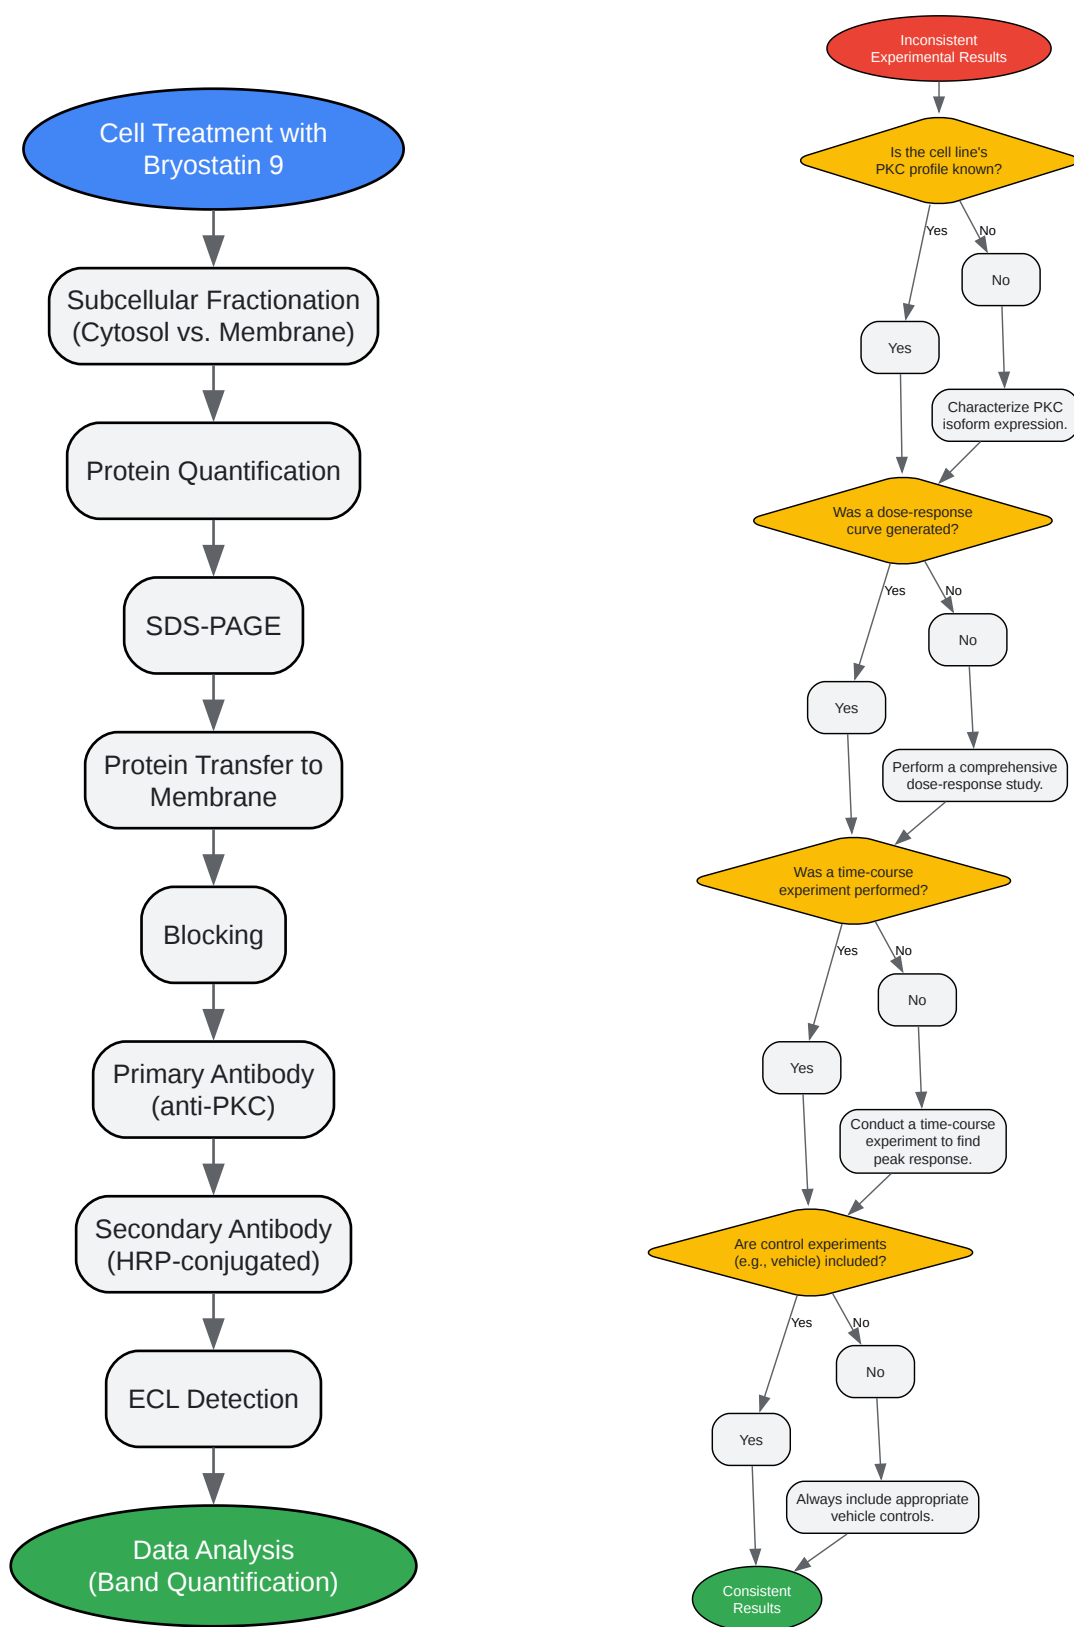 Cell Treatment with
Bryostatin 9
Subcellular Fractionation
(Cytosol vs. Membrane)
Protein Quantification
SDS-PAGE
Protein Transfer to
Membrane
Blocking
Primary Antibody
(anti-PKC)
Secondary Antibody
(HRP-conjugated)
ECL Detection
Data Analysis
(Band Quantification)
Inconsistent
Experimental Results
Is the cell line's
PKC profile known?
Yes
No
No
Yes
Characterize PKC
isoform expression.
Was a dose-response
curve generated?
Yes
No
No
Yes
Perform a comprehensive
dose-response study.
Was a time-course
experiment performed?
Yes
No
No
Yes
Conduct a time-course
experiment to find
peak response.
Are control experiments
(e.g., vehicle) included?
Yes
No
No
Yes
Always include appropriate
vehicle controls.
Consistent
Results